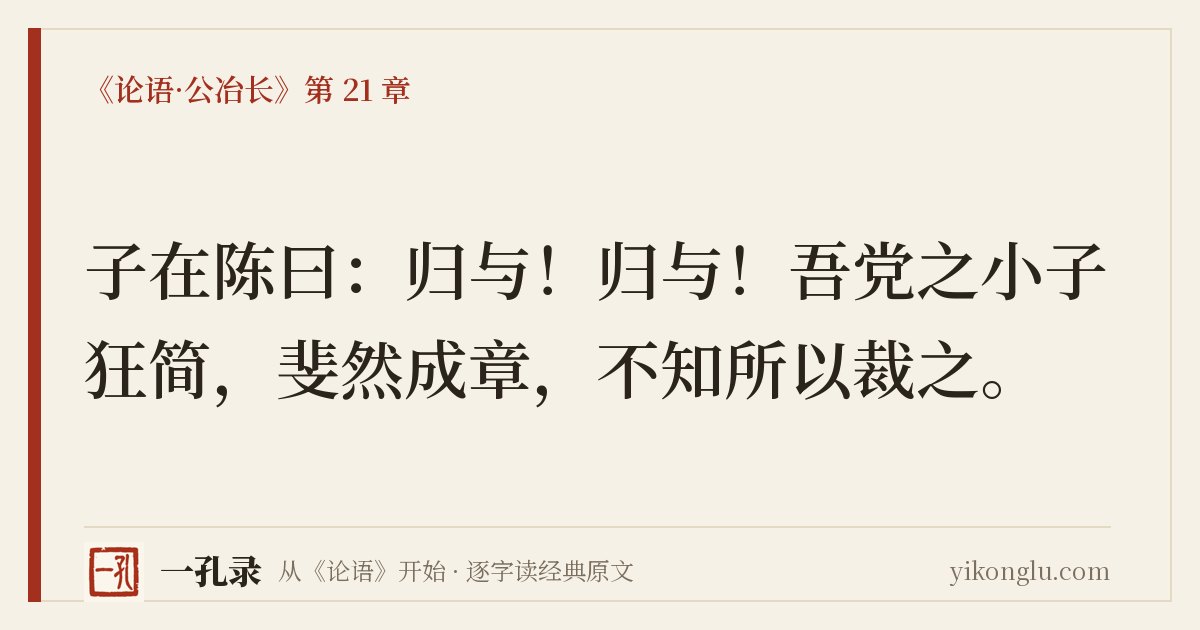 《论语·公冶长》第 21 章
子在陈曰：归与！归与！吾党之小子
狂简，斐然成章，不知所以裁之。
一孔
一孔录 从《论语》开始 · 逐字读经典原文
yikonglu.com